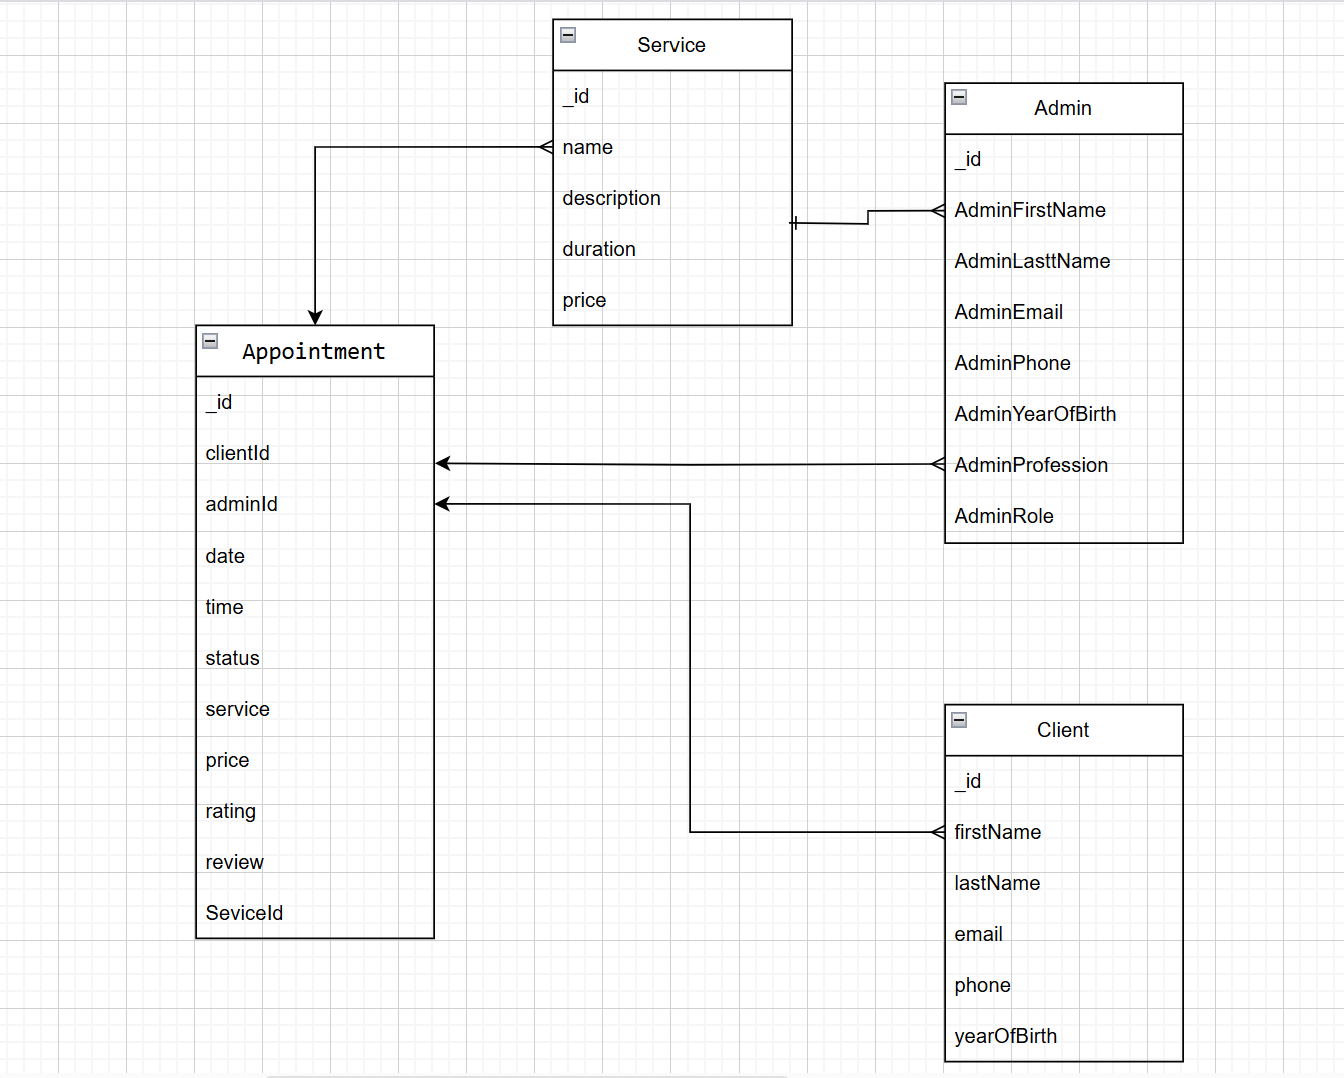 Service
_id
name
description
duration
price
Admin
_id
AdminFirstName
AdminLasttName
AdminEmail
AdminPhone
AdminYearOfBirth
AdminProfession
AdminRole
Appointment
_id
clientId
adminId
date
time
status
service
price
rating
review
SeviceId
Client
_id
firstName
lastName
email
phone
yearOfBirth